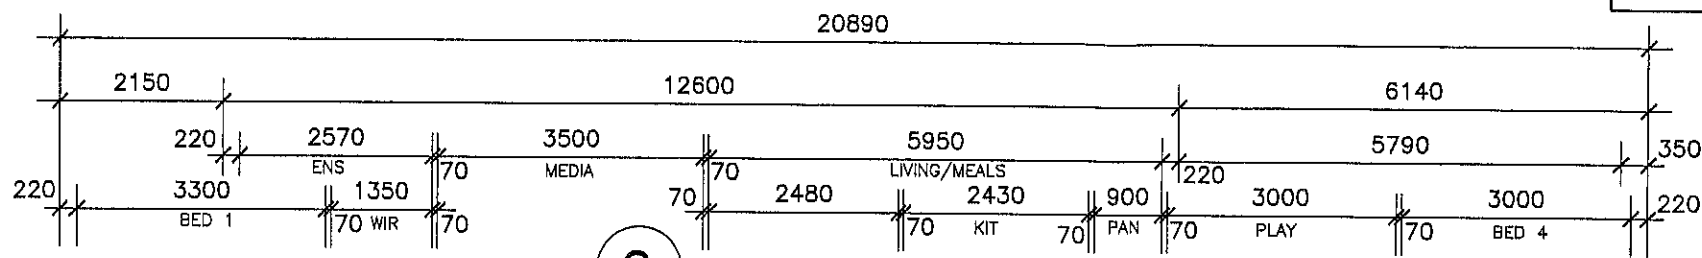 20890
2150 12600 6140
220 2570 3500 5950 5790 350
ENS 70 MEDIA 70 LIVING/MEALS 220
220 3300 1350 70 2480 2430 900 3000 3000 220
BED 1 70 WIR 70 70 KIT 70 PAN 70 PLAY 70 BED 4